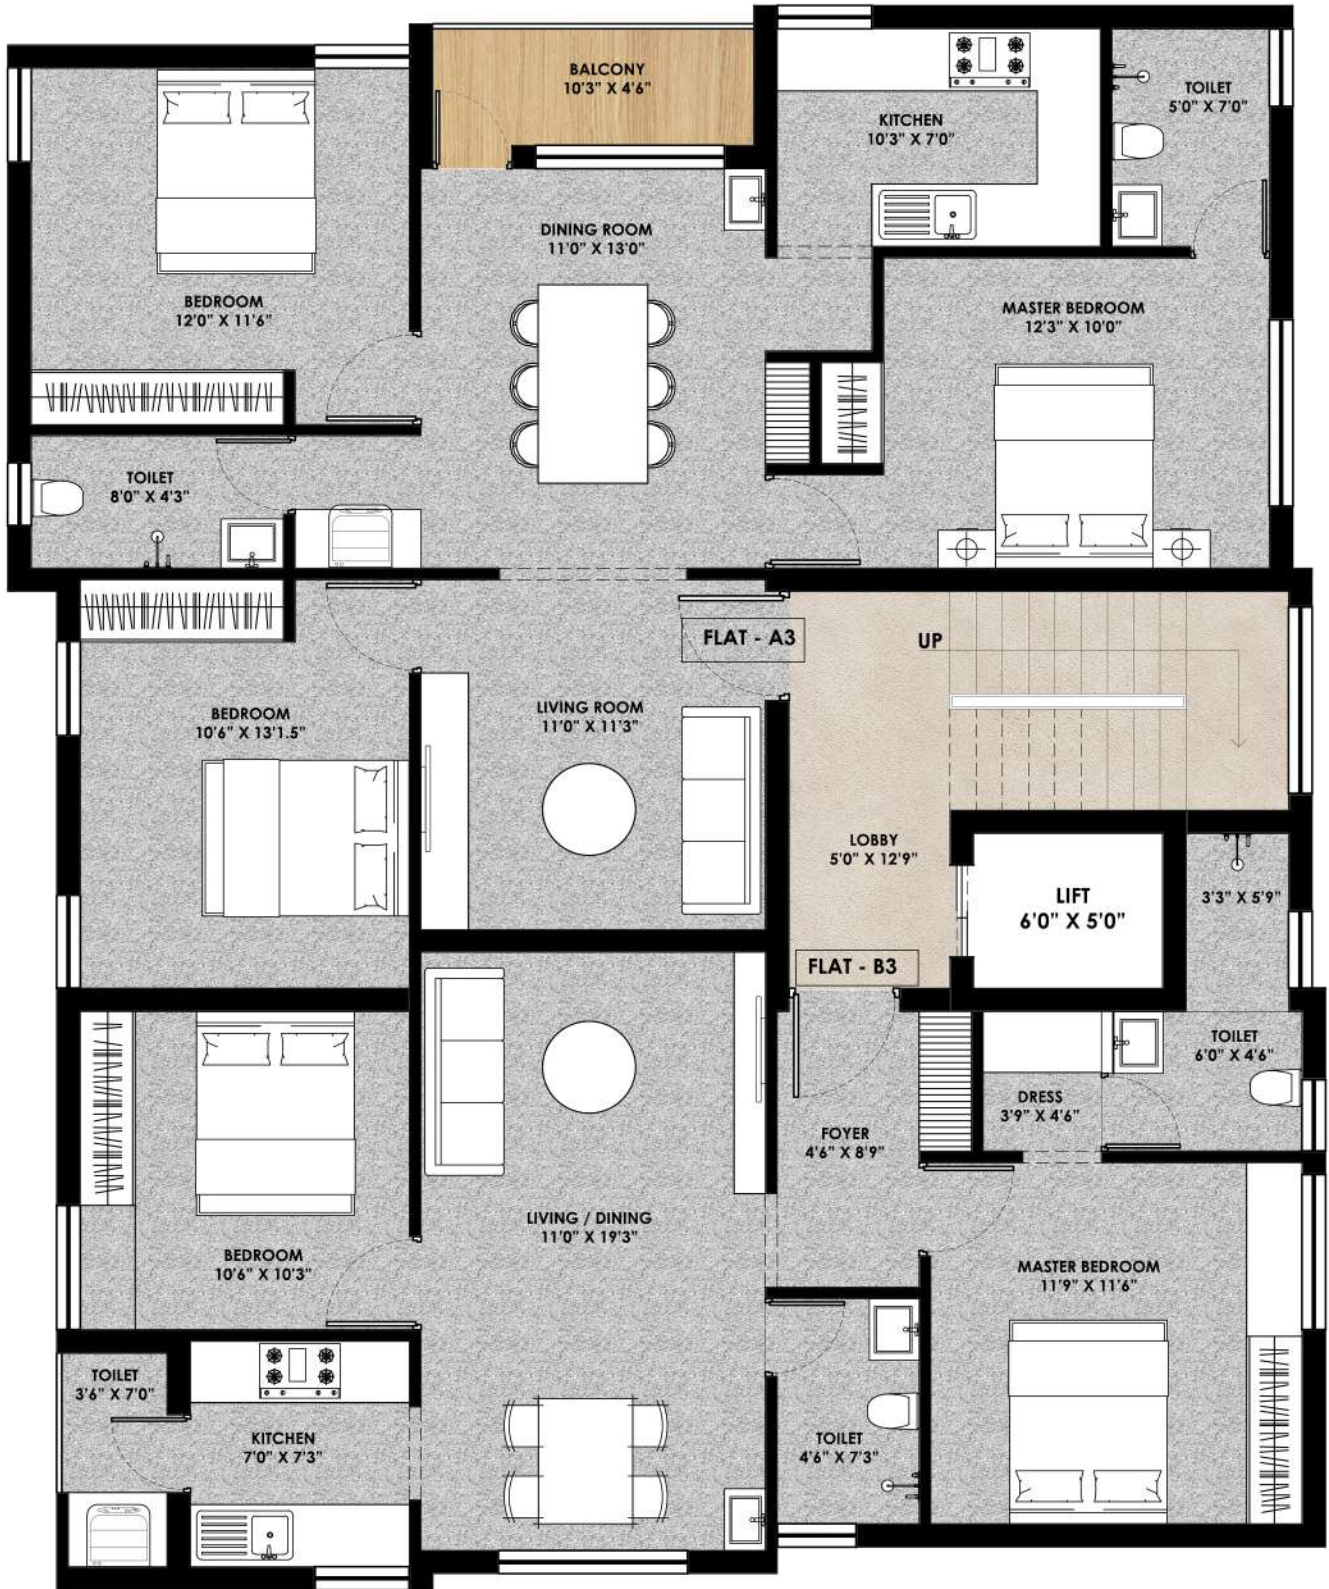 BALCONY
10'3" X 4'6"
TOILET
5'0" X 7'0"
KITCHEN
10'3" X 7'0"
DINING ROOM
11'0" X 13'0"
BEDROOM
12'0" X 11'6"
MASTER BEDROOM
12'3" X 10'0"
TOILET
8'0" X 4'3"
FLAT - A3
UP
BEDROOM
10'6" X 13'1.5"
LIVING ROOM
11'0" X 11'3"
LOBBY
5'0" X 12'9"
LIFT
6'0" X 5'0"
3'3" X 5'9"
FLAT - B3
TOILET
6'0" X 4'6"
DRESS
3'9" X 4'6"
FOYER
4'6" X 8'9"
LIVING / DINING
11'0" X 19'3"
BEDROOM
10'6" X 10'3"
MASTER BEDROOM
11'9" X 11'6"
TOILET
3'6" X 7'0"
KITCHEN
7'0" X 7'3"
TOILET
4'6" X 7'3"